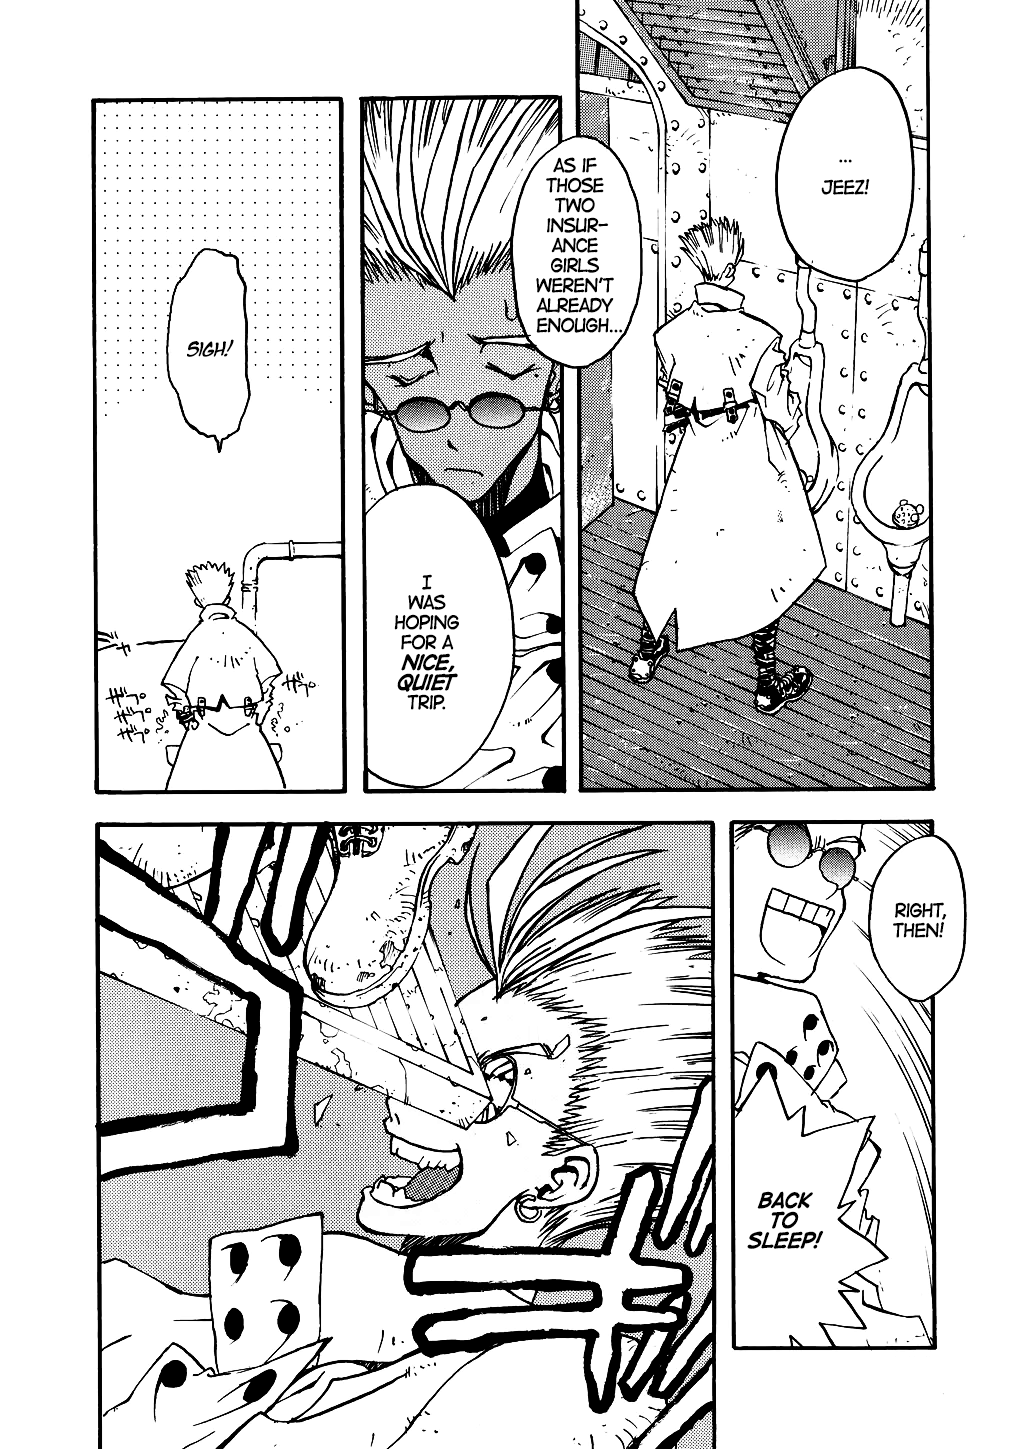 ...
JEEZ!
AS IF
THOSE
TWO
INSUR-
ANCE
GIRLS
WEREN'T
ALREADY
ENOUGH...
I
WAS
HOPING
FOR A
NICE,
QUIET
TRIP.
SIGH!
RIGHT,
THEN!
BACK
TO
SLEEP!